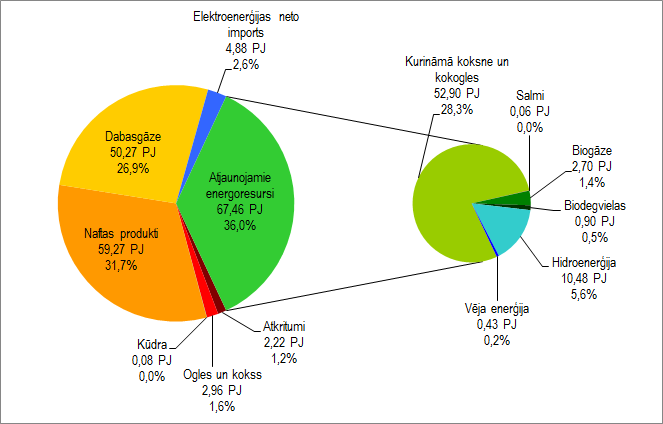 Elektroenerģijas neto
imports
4,88 PJ
2,6%
Dabasgāze
50,27 PJ
26,9%
Atjaunojamie
energoresursi
67,46 PJ
36,0%
Naftas produkti
59,27 PJ
31,7%
Kūdra
0,08 PJ
0,0%
Ogles un kokss
2,96 PJ
1,6%
Atkritumi
2,22 PJ
1,2%
Kurināmā koksne un
kokogles
52,90 PJ
28,3%
Salmi
0,06 PJ
0,0%
Biogāze
2,70 PJ
1,4%
Biodegvielas
0,90 PJ
0,5%
Hidroenerģija
10,48 PJ
5,6%
Vēja enerģija
0,43 PJ
0,2%